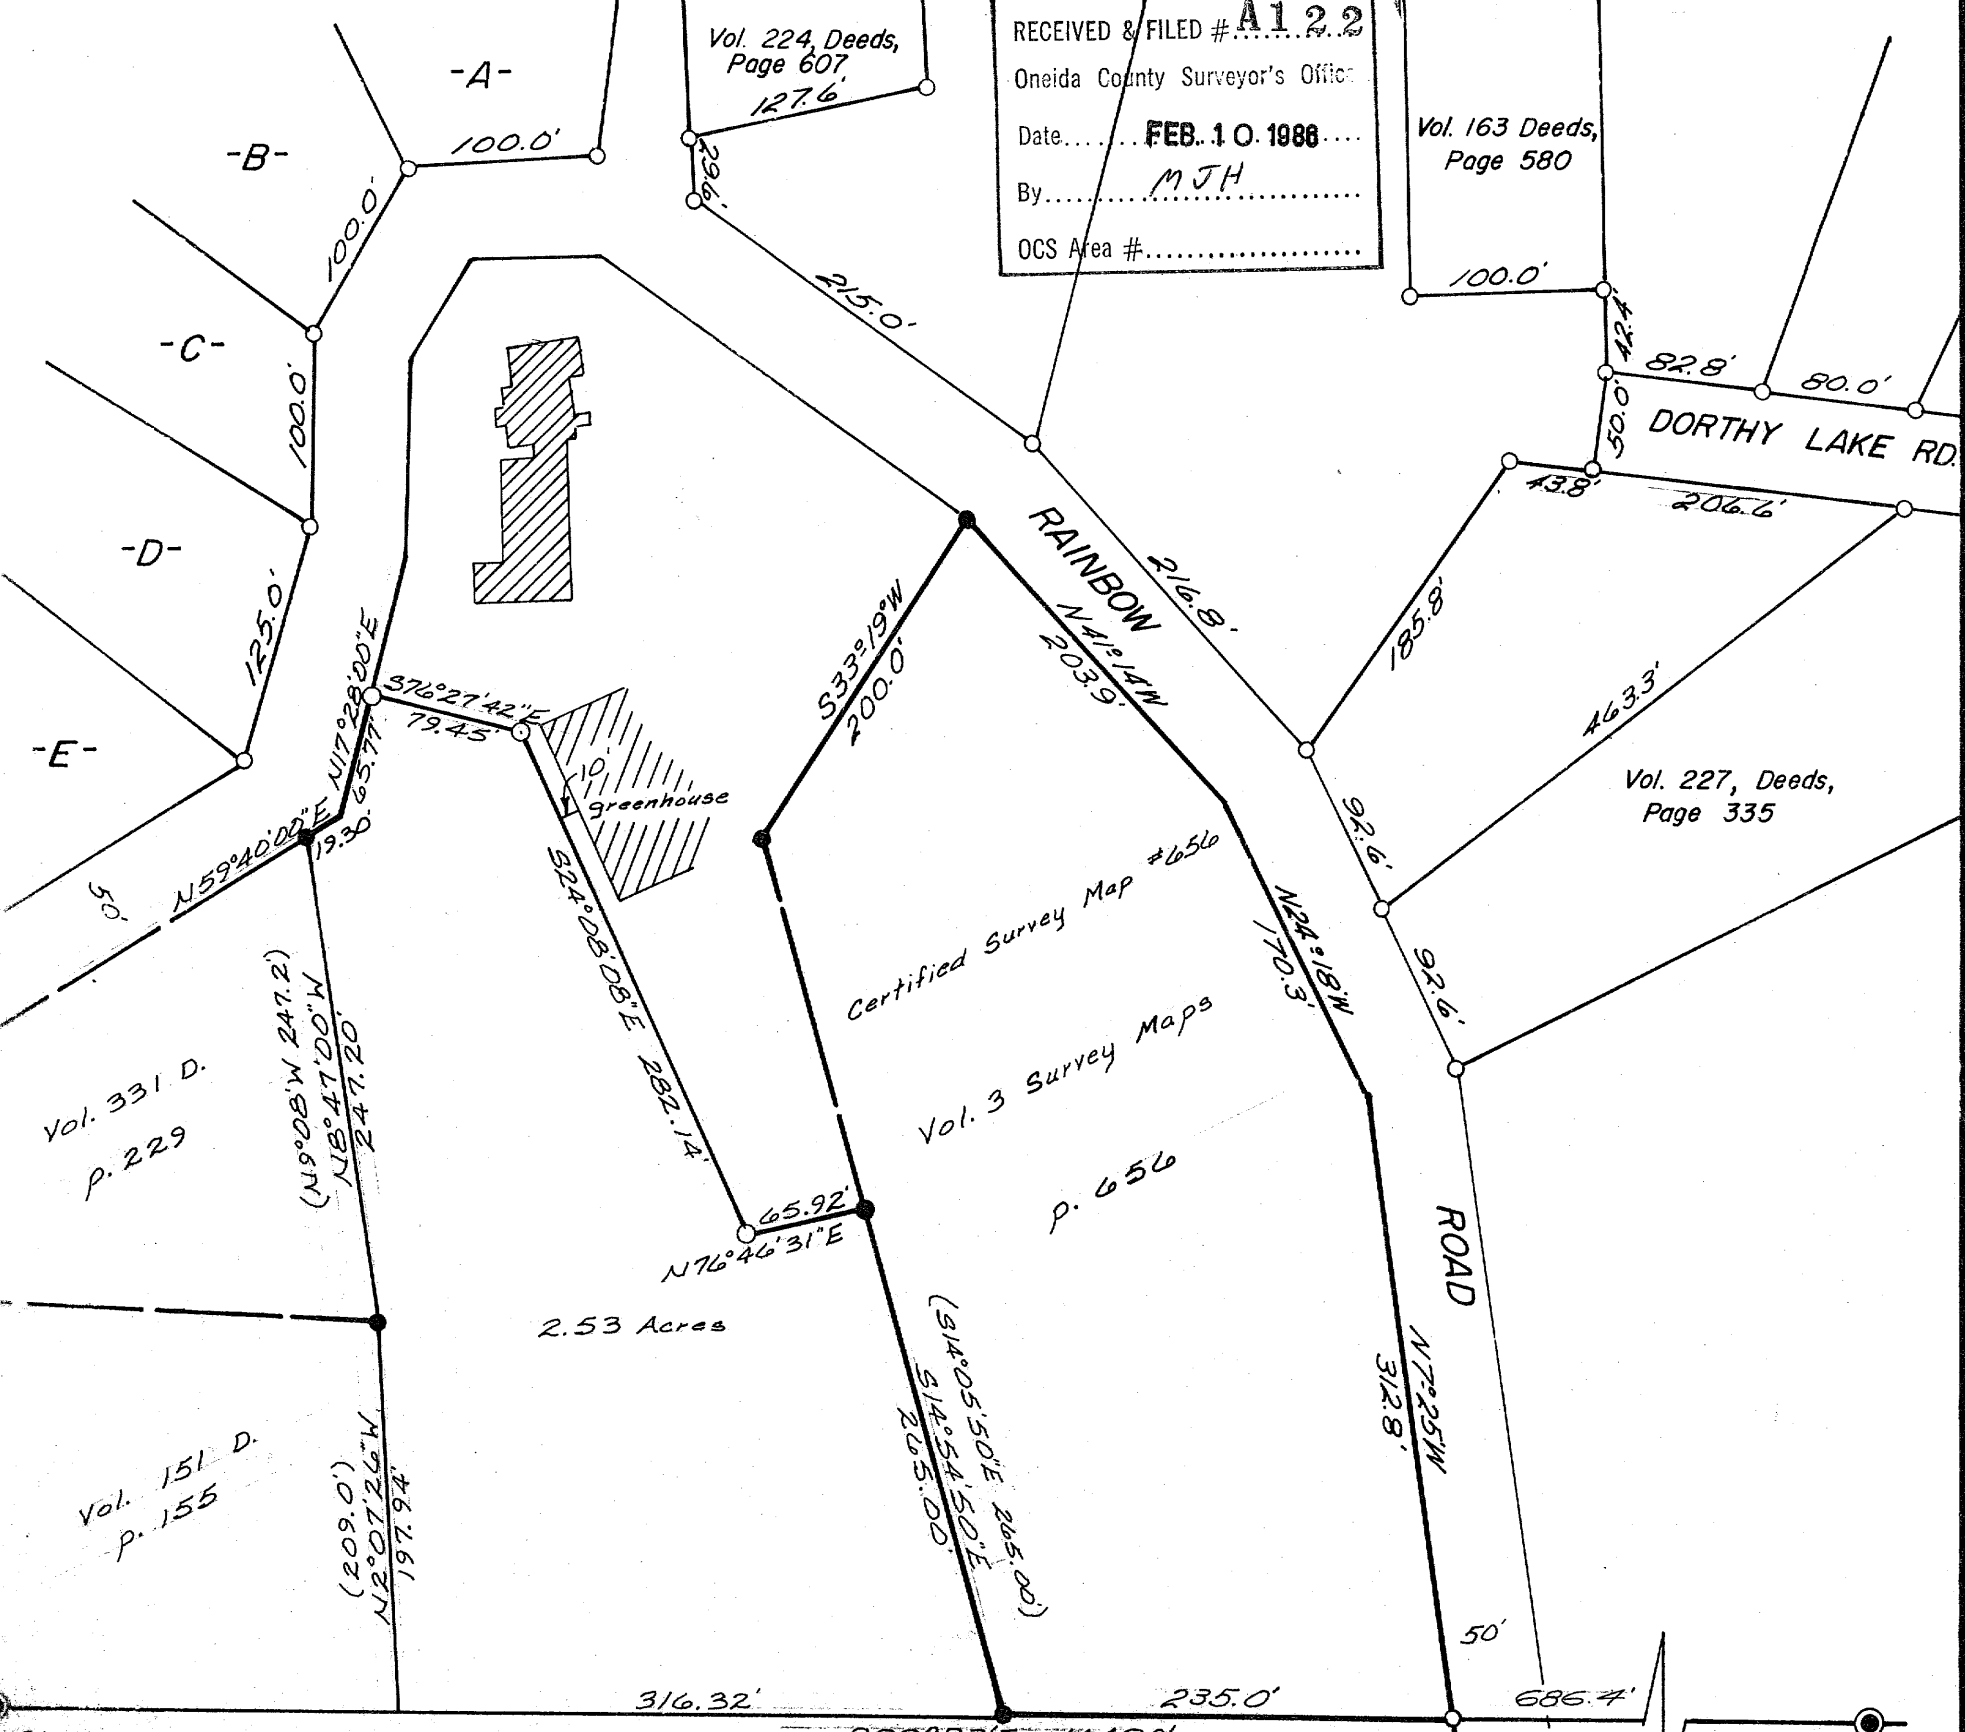 Vol. 224, Deeds,
Page 607
127.6'
29.6'
RECEIVED & FILED # A122
Oneida County Surveyor's Office
Date FEB. 10. 1986
By MJH
OCS Area #
Vol. 163 Deeds,
Page 580
100.0'
42.4'
82.8'
80.0'
50.0'
DORTHY LAKE RD.
43.8'
206.6'
-A-
100.0'
-B-
100.0'
-C-
100.0'
-D-
125.0'
-E-
215.0'
RAINBOW
216.8'
185.8'
463.3'
Vol. 227, Deeds,
Page 335
92.6'
92.6'
S33°19'W
200.0'
N41°14'W
203.9'
N17°28'00"E
65.77'
S76°27'42"E
79.45'
10'
greenhouse
N59°40'00"E
19.30'
50'
S24°08'08"E 282.14'
Certified Survey Map #656
Vol. 3 Survey Maps
p. 656
N24°18'W
170.3'
(N9°08'W 247.2')
N8°47'00"W
247.20'
Vol. 331 D.
p. 229
65.92'
N76°46'31"E
2.53 Acres
ROAD
N7°25'W
312.8'
(S14°05'50"E 265.00')
S14°54'50"E
265.00'
Vol. 151 D.
p. 155
(209.0')
N2°07'26"W
197.94'
50'
316.32'
235.0'
686.4'